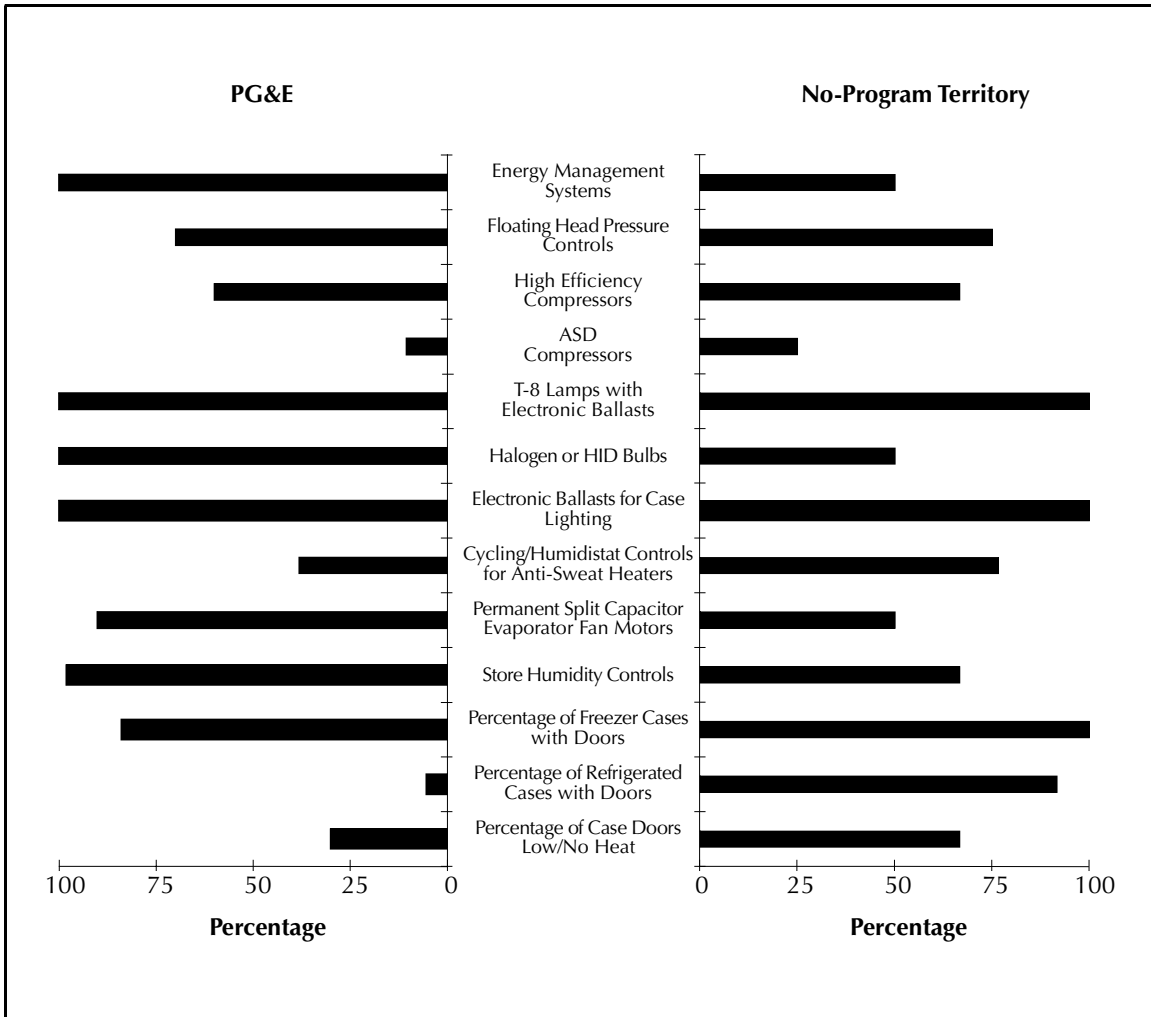 PG&E
No-Program Territory
Energy Management
Systems
Floating Head Pressure
Controls
High Efficiency
Compressors
ASD
Compressors
T-8 Lamps with
Electronic Ballasts
Halogen or HID Bulbs
Electronic Ballasts for Case
Lighting
Cycling/Humidistat Controls
for Anti-Sweat Heaters
Permanent Split Capacitor
Evaporator Fan Motors
Store Humidity Controls
Percentage of Freezer Cases
with Doors
Percentage of Refrigerated
Cases with Doors
Percentage of Case Doors
Low/No Heat
100 75 50 25 0
0 25 50 75 100
Percentage
Percentage